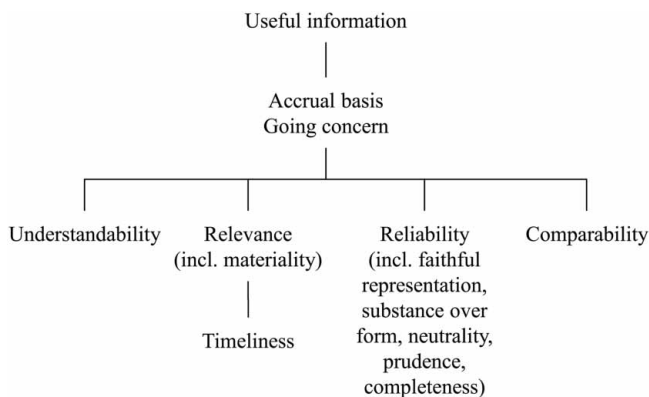 Useful information
Accrual basis
Going concern
Understandability
Relevance
(incl. materiality)
Timeliness
Reliability
(incl. faithful
representation,
substance over
form, neutrality,
prudence,
completeness)
Comparability